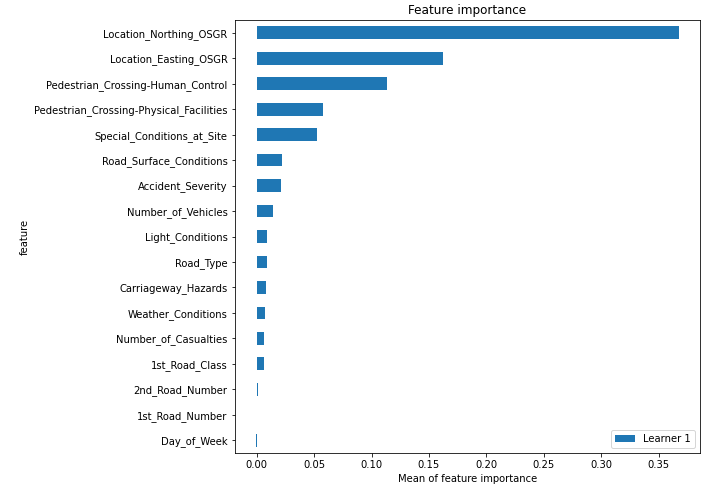 Feature importance
Location_Northing_OSGR
Location_Easting_OSGR
Pedestrian_Crossing-Human_Control
Pedestrian_Crossing-Physical_Facilities
Special_Conditions_at_Site
Road_Surface_Conditions
Accident_Severity
Number_of_Vehicles
Light_Conditions
Road_Type
Carriageway_Hazards
Weather_Conditions
Number_of_Casualties
1st_Road_Class
2nd_Road_Number
1st_Road_Number
Day_of_Week
feature
Learner 1
0.00 0.05 0.10 0.15 0.20 0.25 0.30 0.35
Mean of feature importance